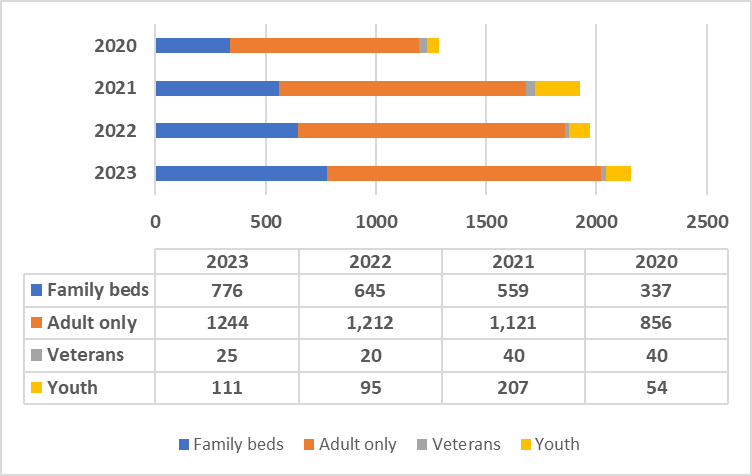 2020
2021
2022
2023
0 500 1000 1500 2000 2500
2023 2022 2021 2020
Family beds 776 645 559 337
Adult only 1244 1,212 1,121 856
Veterans 25 20 40 40
Youth 111 95 207 54
Family beds Adult only Veterans Youth